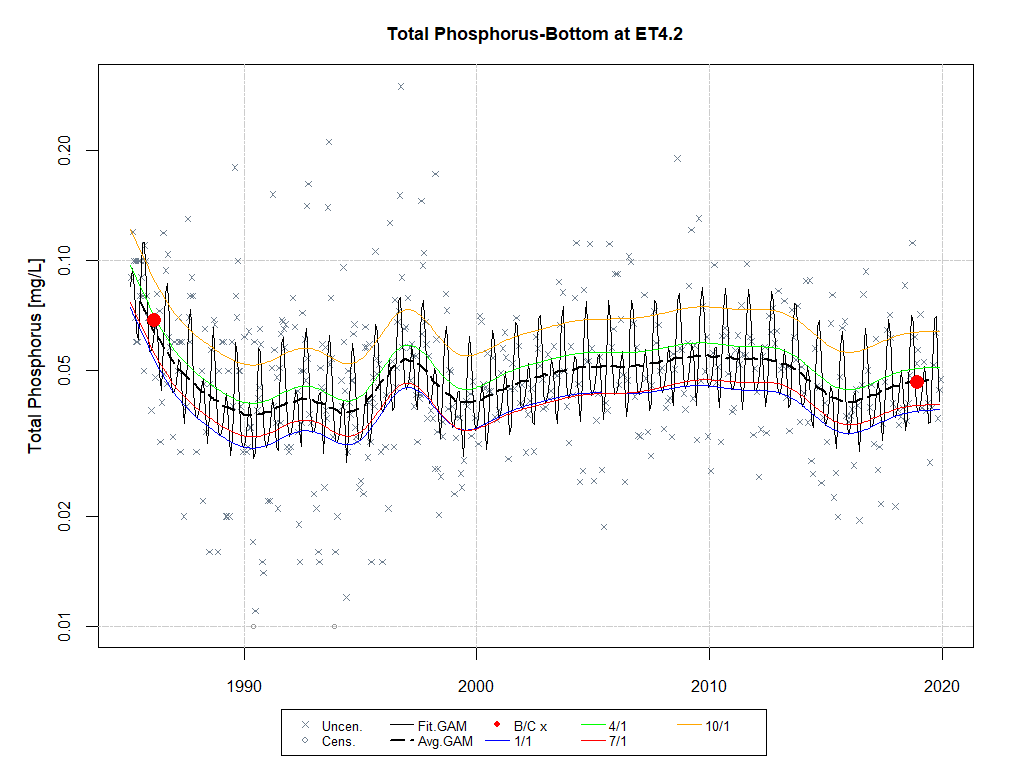 Total Phosphorus-Bottom at ET4.2
Total Phosphorus [mg/L]
0.20
0.10
0.05
0.02
0.01
1990 2000 2010 2020
Uncen. Fit.GAM B/C x 4/1 10/1
Cens. Avg.GAM 1/1 7/1